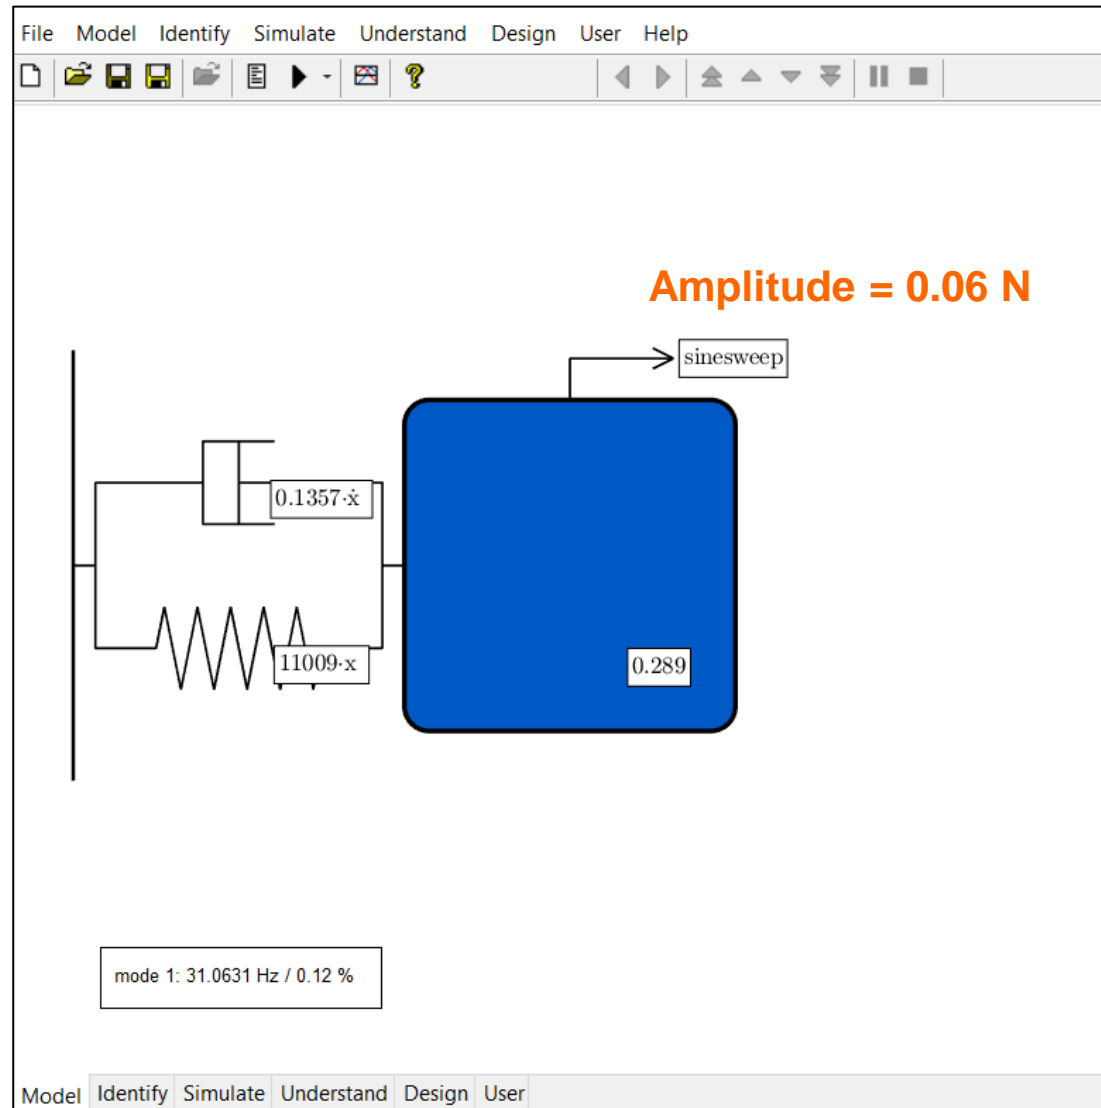 File Model Identify Simulate Understand Design User Help
Amplitude = 0.06 N
sinesweep
0.1357·ẋ
11009·x
0.289
mode 1: 31.0631 Hz / 0.12 %
Model Identify Simulate Understand Design User